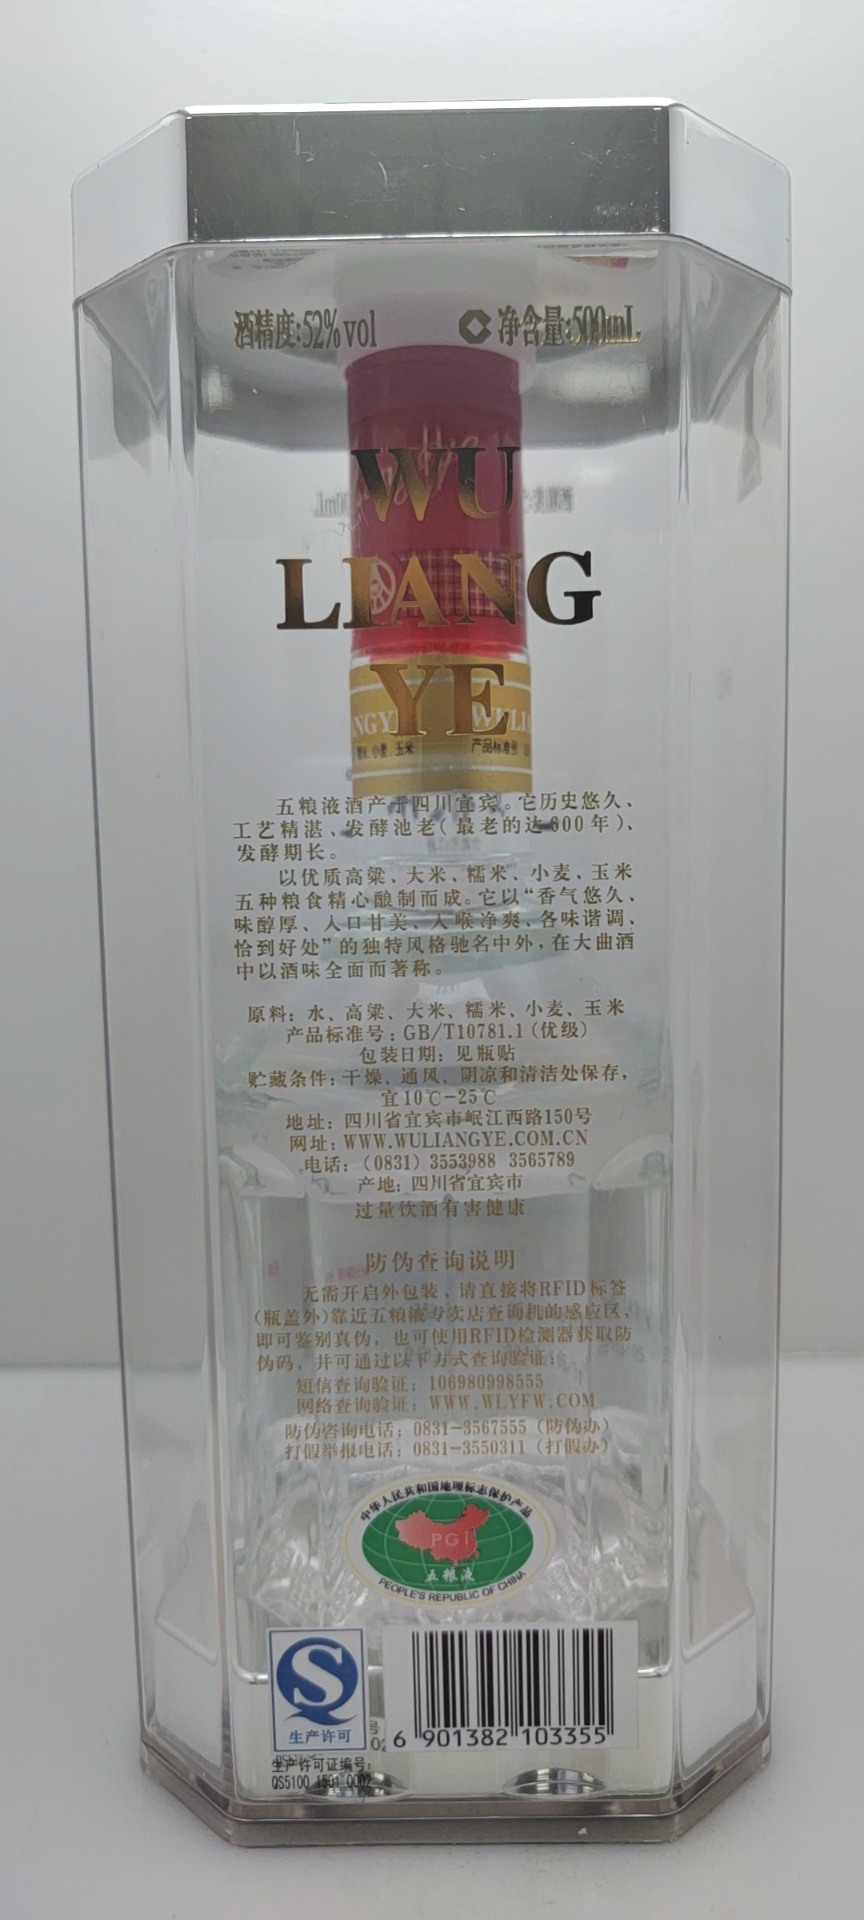 酒精度:52%vol 净含量:500mL
WU
LIANG
YE
小麦、玉米 产品标准号
五粮液酒产于四川宜宾。它历史悠久、
工艺精湛、发酵池老(最老的达600年)、
发酵期长。
以优质高粱、大米、糯米、小麦、玉米
五种粮食精心酿制而成。它以“香气悠久、
味醇厚、入口甘美、入喉净爽、各味谐调、
恰到好处”的独特风格驰名中外,在大曲酒
中以酒味全面而著称。
原料:水、高粱、大米、糯米、小麦、玉米
产品标准号:GB/T10781.1(优级)
包装日期:见瓶贴
贮藏条件:干燥、通风、阴凉和清洁处保存,
宜10℃-25℃
地址:四川省宜宾市岷江西路150号
网址:WWW.WULIANGYE.COM.CN
电话:(0831) 3553988 3565789
产地:四川省宜宾市
过量饮酒有害健康
防伪查询说明
无需开启外包装,请直接将RFID标签
(瓶盖外)靠近五粮液专卖店查询机的感应区,
即可鉴别真伪,也可使用RFID检测器获取防
伪码,并可通过以下方式查询验证:
短信查询验证:106980998555
网络查询验证:WWW.WLYFW.COM
防伪咨询电话:0831-3567555(防伪办)
打假举报电话:0831-3550311(打假办)
中华人民共和国地理标志保护产品
PGI
五粮液
PEOPLE'S REPUBLIC OF CHINA
生产许可
6 901382 103355
生产许可证编号:
QS5100 1501 0002